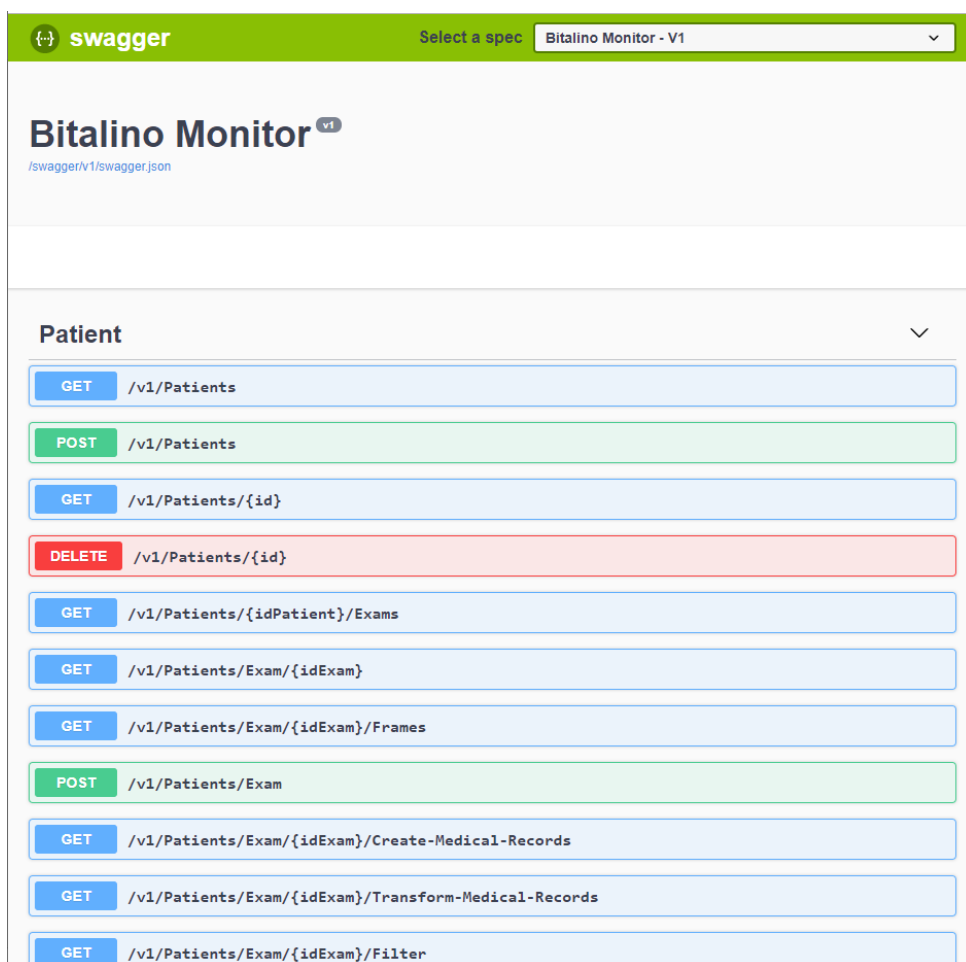 {···} swagger Select a spec Bitalino Monitor - V1
Bitalino Monitor v1
/swagger/v1/swagger.json
Patient
GET /v1/Patients
POST /v1/Patients
GET /v1/Patients/{id}
DELETE /v1/Patients/{id}
GET /v1/Patients/{idPatient}/Exams
GET /v1/Patients/Exam/{idExam}
GET /v1/Patients/Exam/{idExam}/Frames
POST /v1/Patients/Exam
GET /v1/Patients/Exam/{idExam}/Create-Medical-Records
GET /v1/Patients/Exam/{idExam}/Transform-Medical-Records
GET /v1/Patients/Exam/{idExam}/Filter